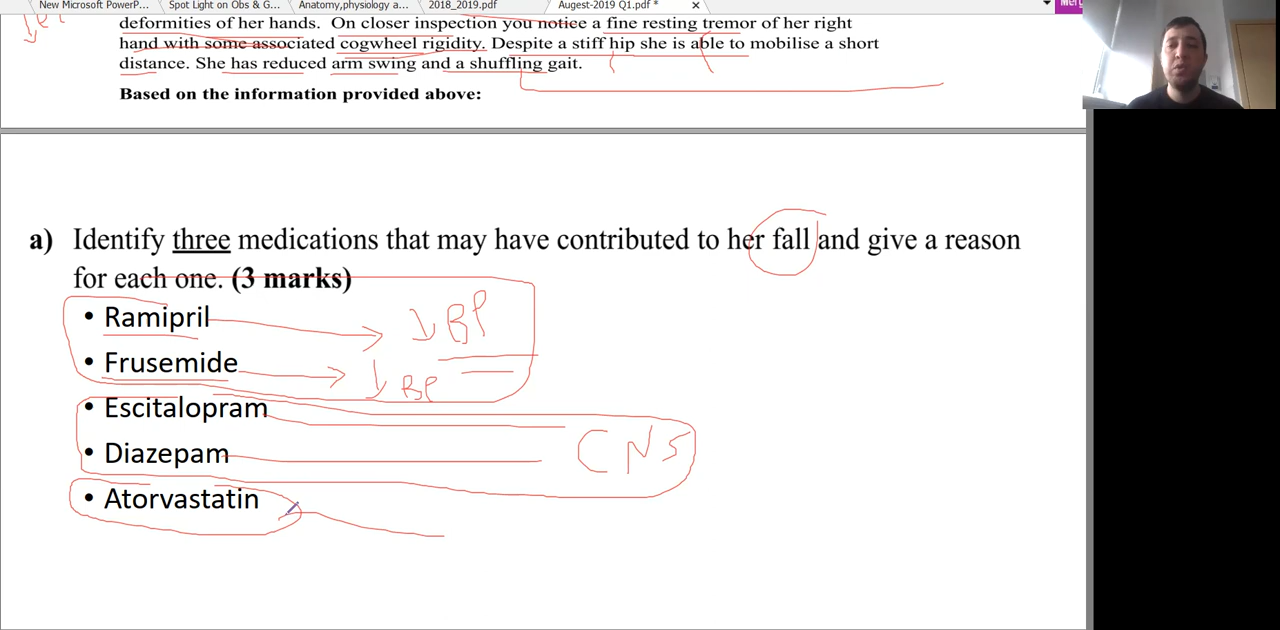 New Microsoft PowerP... Spot Light on Obs & G... Anatomy,physiology a... 2018_2019.pdf Augest-2019 Q1.pdf * ×
deformities of her hands. On closer inspection you notice a fine resting tremor of her right
hand with some associated cogwheel rigidity. Despite a stiff hip she is able to mobilise a short
distance. She has reduced arm swing and a shuffling gait.
Based on the information provided above:
a) Identify three medications that may have contributed to her fall and give a reason
for each one. (3 marks)
• Ramipril ↓ BP
• Frusemide ↓ BP
• Escitalopram
• Diazepam CNS
• Atorvastatin